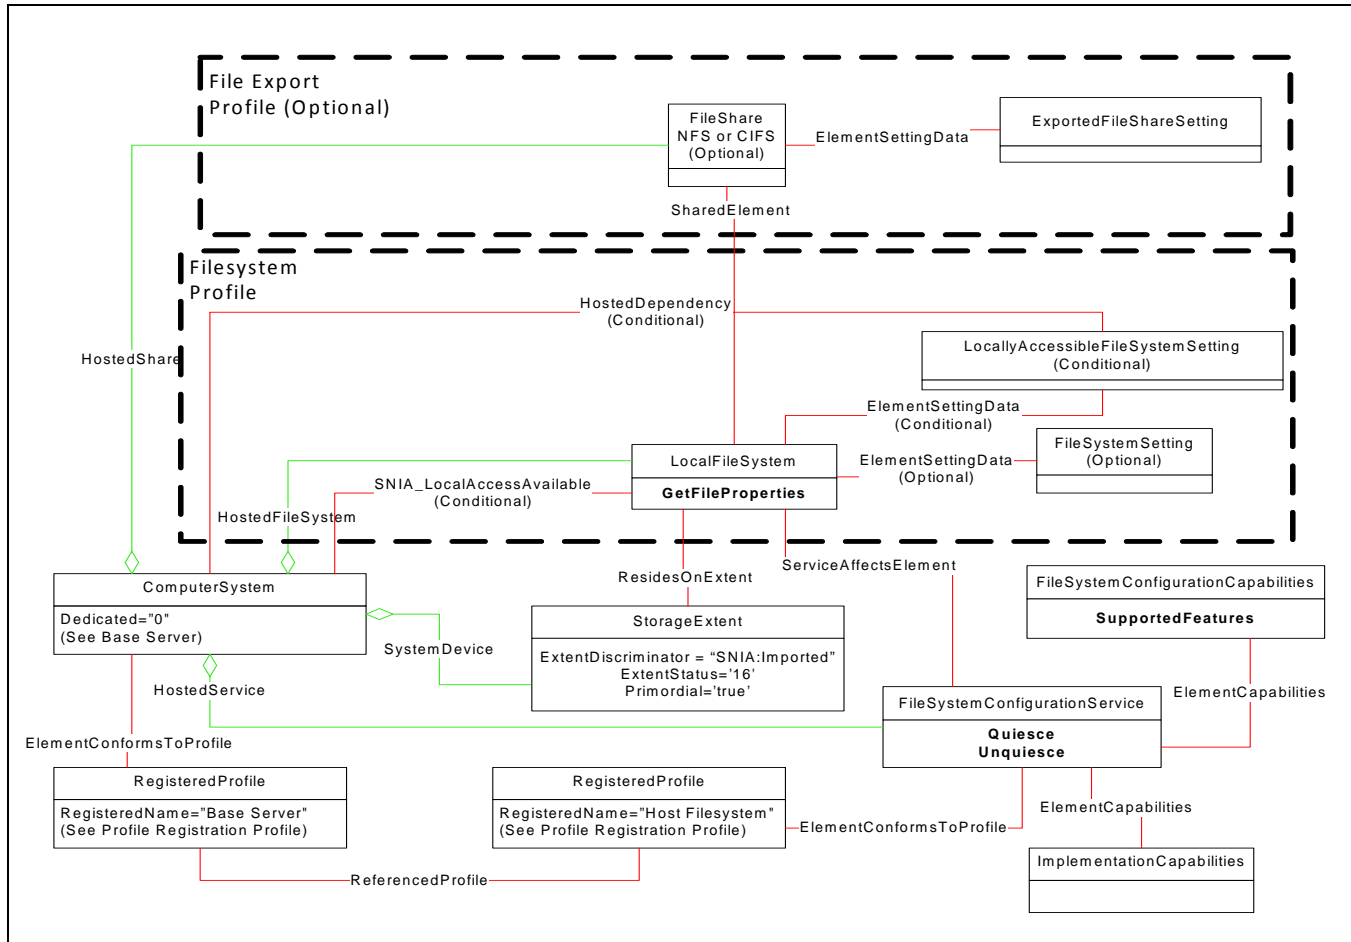 File Export
Profile (Optional)
FileShare
NFS or CIFS
(Optional)
ElementSettingData
ExportedFileShareSetting
SharedElement
Filesystem
Profile
HostedDependency
(Conditional)
HostedShare
LocallyAccessibleFileSystemSetting
(Conditional)
ElementSettingData
(Conditional)
FileSystemSetting
(Optional)
LocalFileSystem
GetFileProperties
ElementSettingData
(Optional)
SNIA_LocalAccessAvailable
(Conditional)
HostedFileSystem
ResidesOnExtent
ServiceAffectsElement
ComputerSystem
Dedicated="0"
(See Base Server)
FileSystemConfigurationCapabilities
SupportedFeatures
StorageExtent
ExtentDiscriminator = “SNIA:Imported”
ExtentStatus='16'
Primordial='true'
SystemDevice
HostedService
ElementCapabilities
FileSystemConfigurationService
Quiesce
Unquiesce
ElementConformsToProfile
RegisteredProfile
RegisteredName="Base Server"
(See Profile Registration Profile)
RegisteredProfile
RegisteredName="Host Filesystem"
(See Profile Registration Profile)
ElementConformsToProfile
ElementCapabilities
ImplementationCapabilities
ReferencedProfile